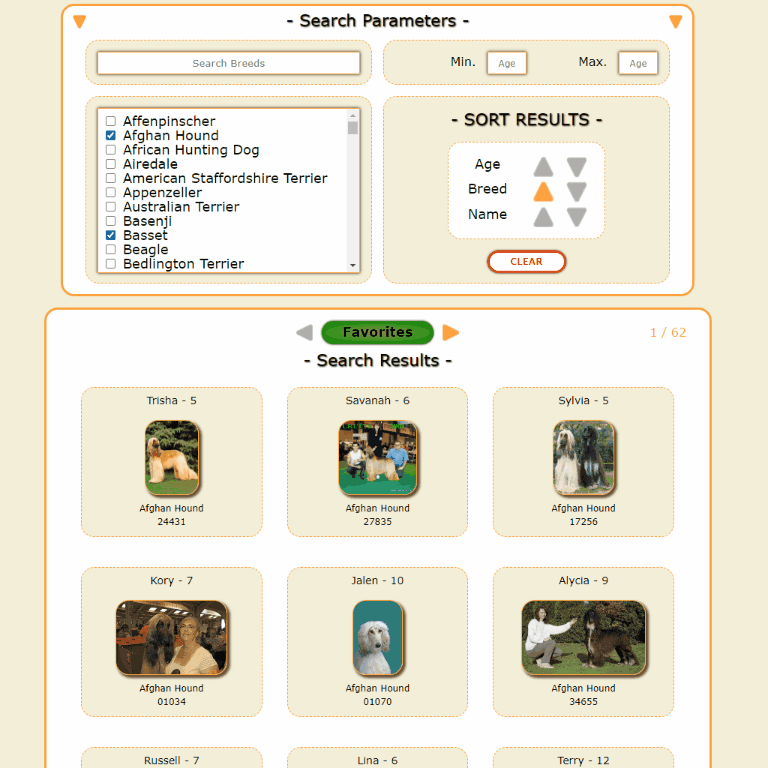 - Search Parameters -
Search Breeds
Min. Age Max. Age
Affenpinscher
Afghan Hound
African Hunting Dog
Airedale
American Staffordshire Terrier
Appenzeller
Australian Terrier
Basenji
Basset
Beagle
Bedlington Terrier
- SORT RESULTS -
Age
Breed
Name
CLEAR
Favorites
1 / 62
- Search Results -
Trisha - 5
Afghan Hound
24431
Savanah - 6
Afghan Hound
27835
Sylvia - 5
Afghan Hound
17256
Kory - 7
Afghan Hound
01034
Jalen - 10
Afghan Hound
01070
Alycia - 9
Afghan Hound
34655
Russell - 7
Lina - 6
Terry - 12